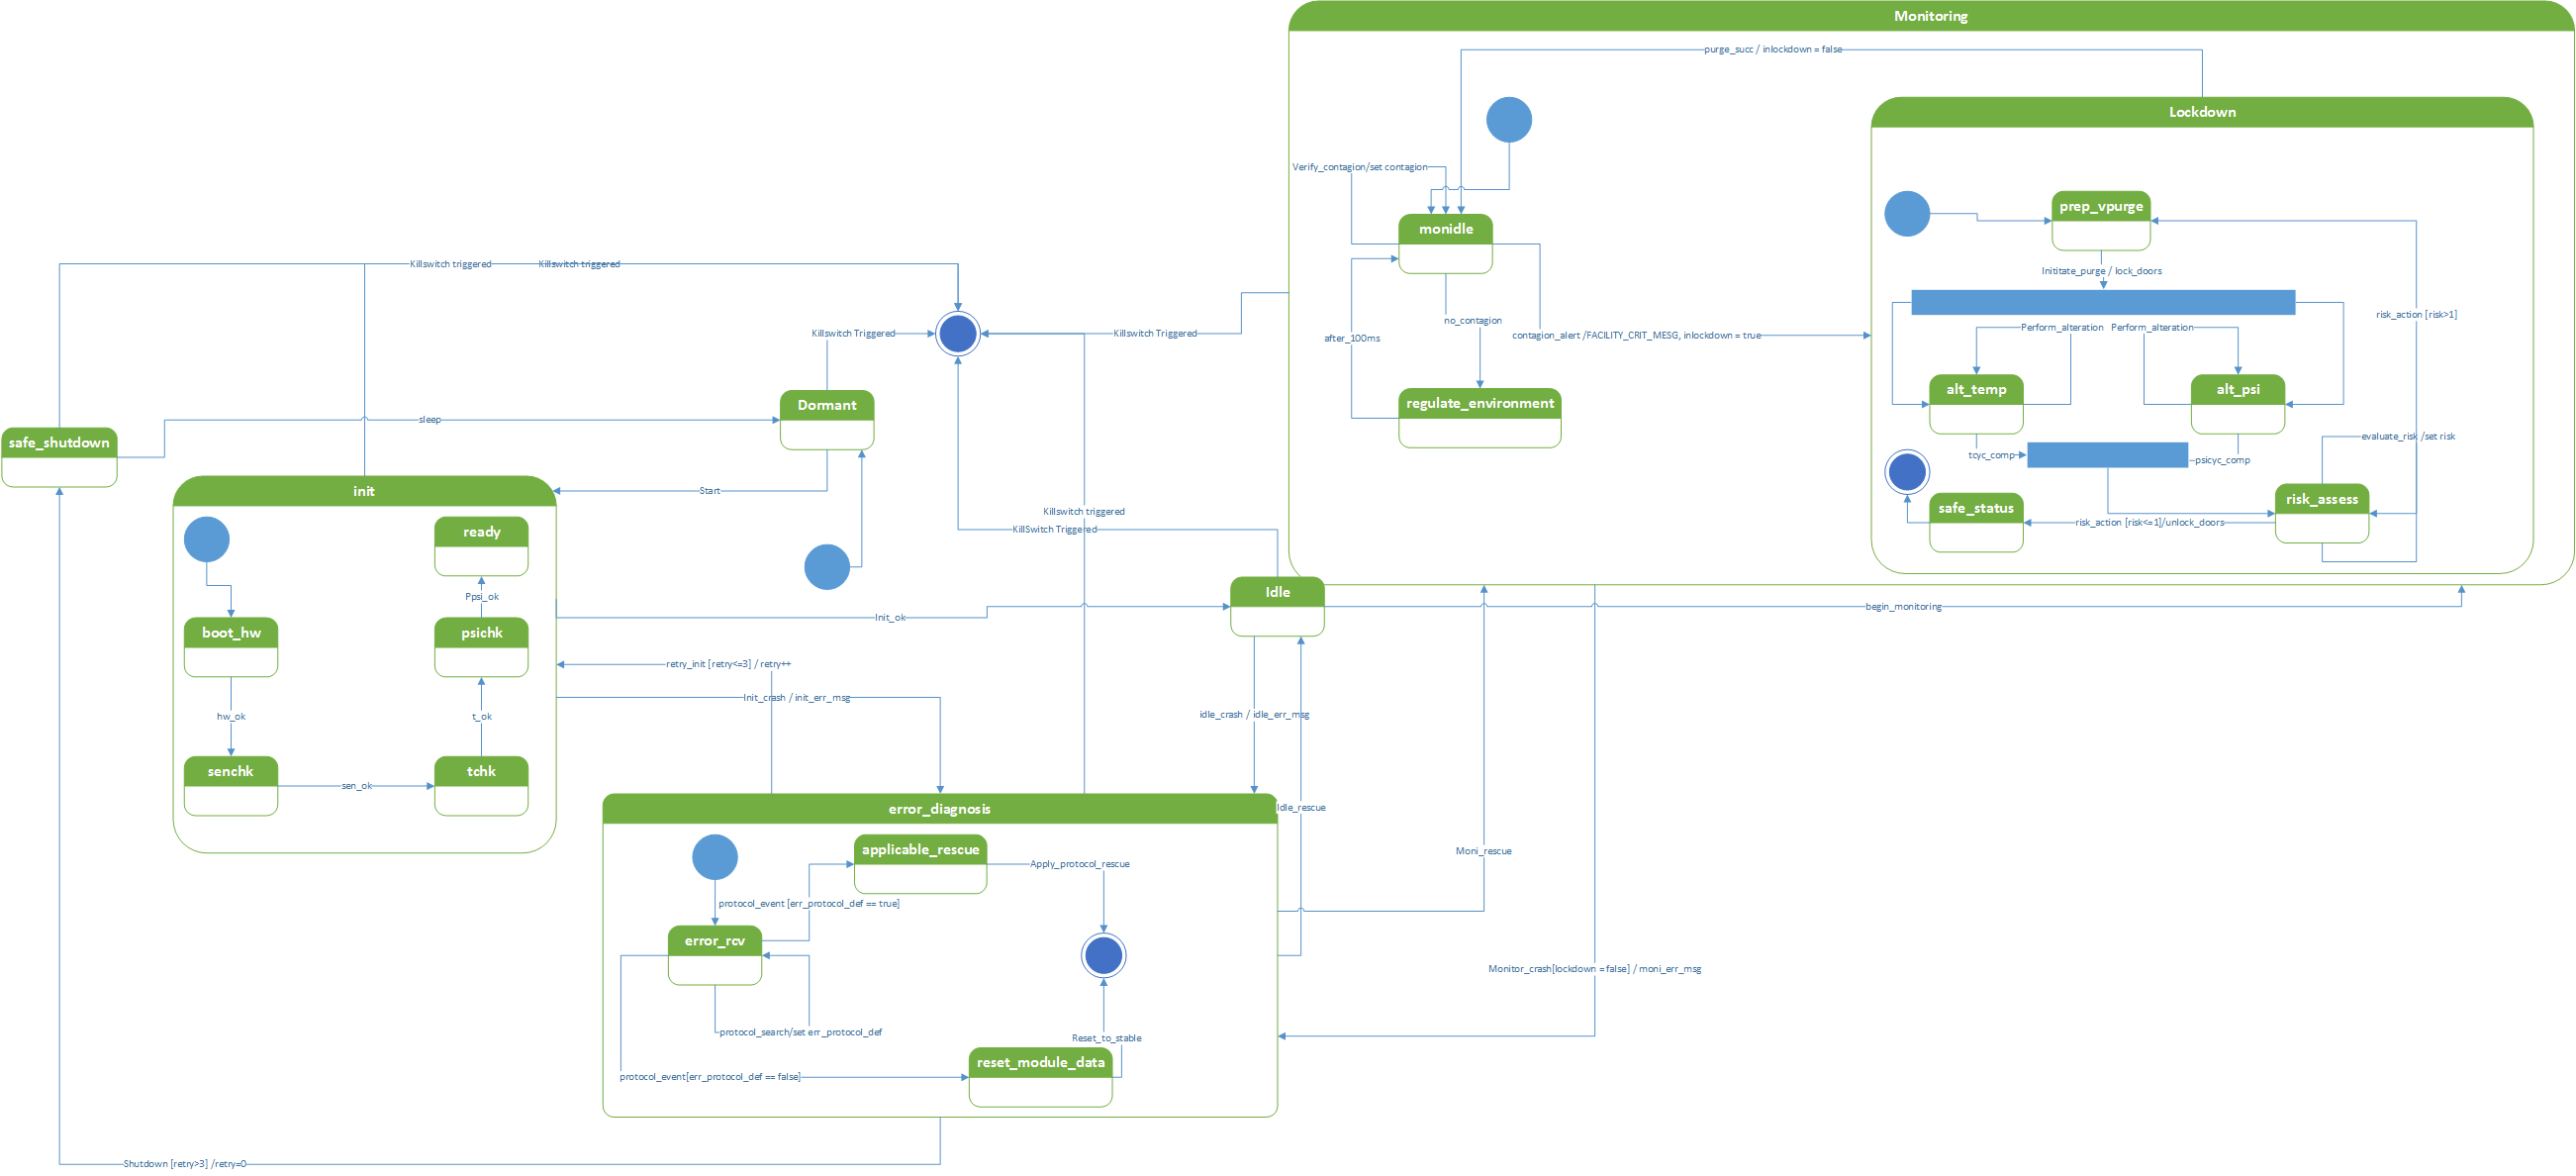 Monitoring
purge_succ / inlockdown = false
Lockdown
Verify_contagion/set contagion
prep_vpurge
monidle
Killswitch triggered
Killswitch triggered
Inititate_purge / lock_doors
risk_action [risk>1]
no_contagion
Perform_alteration
Perform_alteration
Killswitch Triggered
Killswitch Triggered
after_100ms
contagion_alert /FACILITY_CRIT_MESG, inlockdown = true
alt_temp
alt_psi
Dormant
regulate_environment
sleep
safe_shutdown
evaluate_risk /set risk
tcyc_comp
psicyc_comp
init
Start
risk_assess
safe_status
Killswitch triggered
risk_action [risk<=1]/unlock_doors
KillSwitch Triggered
ready
Idle
Ppsi_ok
begin_monitoring
Init_ok
boot_hw
psichk
retry_init [retry<=3] / retry++
Init_crash / init_err_msg
hw_ok
t_ok
idle_crash / idle_err_msg
senchk
tchk
sen_ok
error_diagnosis
Idle_rescue
applicable_rescue
Moni_rescue
Apply_protocol_rescue
protocol_event [err_protocol_def == true]
error_rcv
Monitor_crash[lockdown = false] / moni_err_msg
protocol_search/set err_protocol_def
Reset_to_stable
reset_module_data
protocol_event[err_protocol_def == false]
Shutdown [retry>3] /retry=0